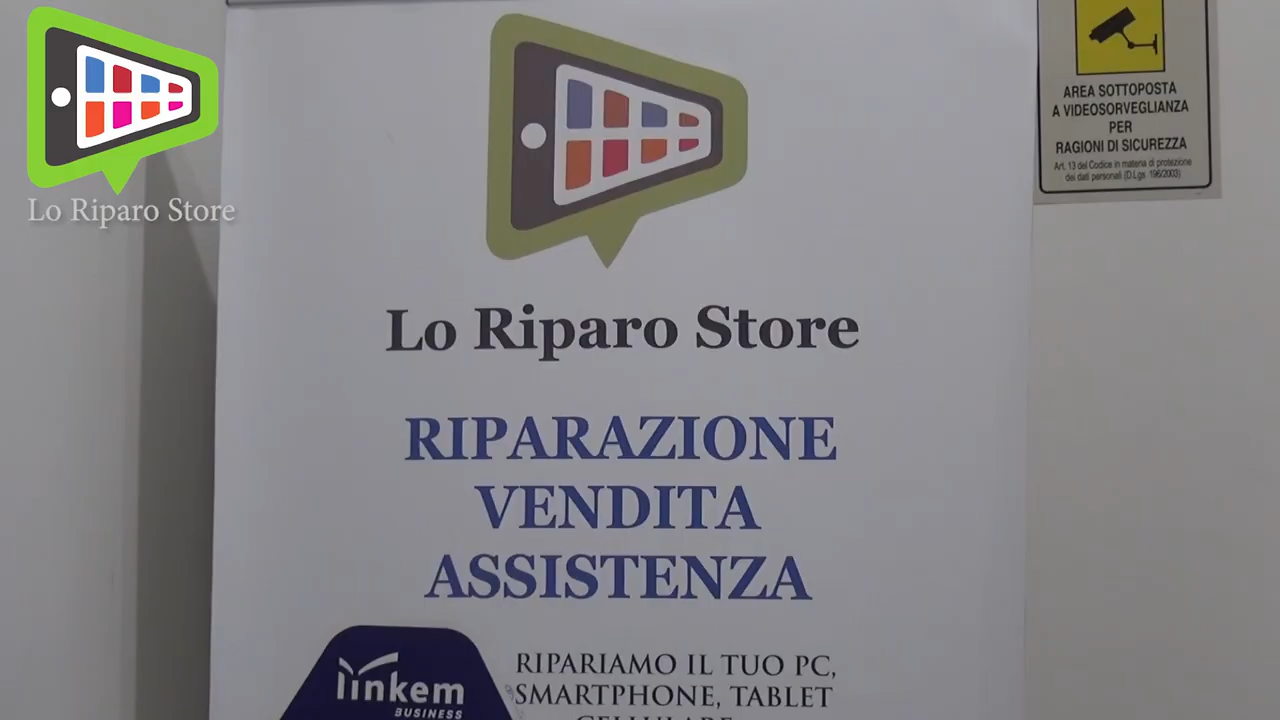 Lo Riparo Store
Lo Riparo Store
RIPARAZIONE
VENDITA
ASSISTENZA
linkem
BUSINESS
RIPARIAMO IL TUO PC,
SMARTPHONE, TABLET
AREA SOTTOPOSTA
A VIDEOSORVEGLIANZA
PER
RAGIONI DI SICUREZZA
Art. 13 del Codice in materia di protezione
dei dati personali (D.Lgs 196/2003)